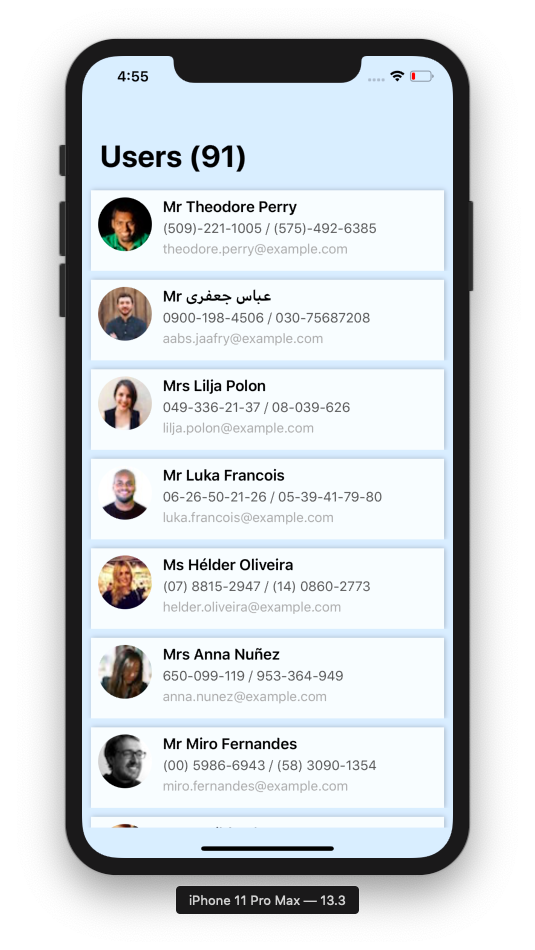 4:55
Users (91)
Mr Theodore Perry
(509)-221-1005 / (575)-492-6385
theodore.perry@example.com
Mr عباس جعفری
0900-198-4506 / 030-75687208
aabs.jaafry@example.com
Mrs Lilja Polon
049-336-21-37 / 08-039-626
lilja.polon@example.com
Mr Luka Francois
06-26-50-21-26 / 05-39-41-79-80
luka.francois@example.com
Ms Hélder Oliveira
(07) 8815-2947 / (14) 0860-2773
helder.oliveira@example.com
Mrs Anna Nuñez
650-099-119 / 953-364-949
anna.nunez@example.com
Mr Miro Fernandes
(00) 5986-6943 / (58) 3090-1354
miro.fernandes@example.com
iPhone 11 Pro Max — 13.3